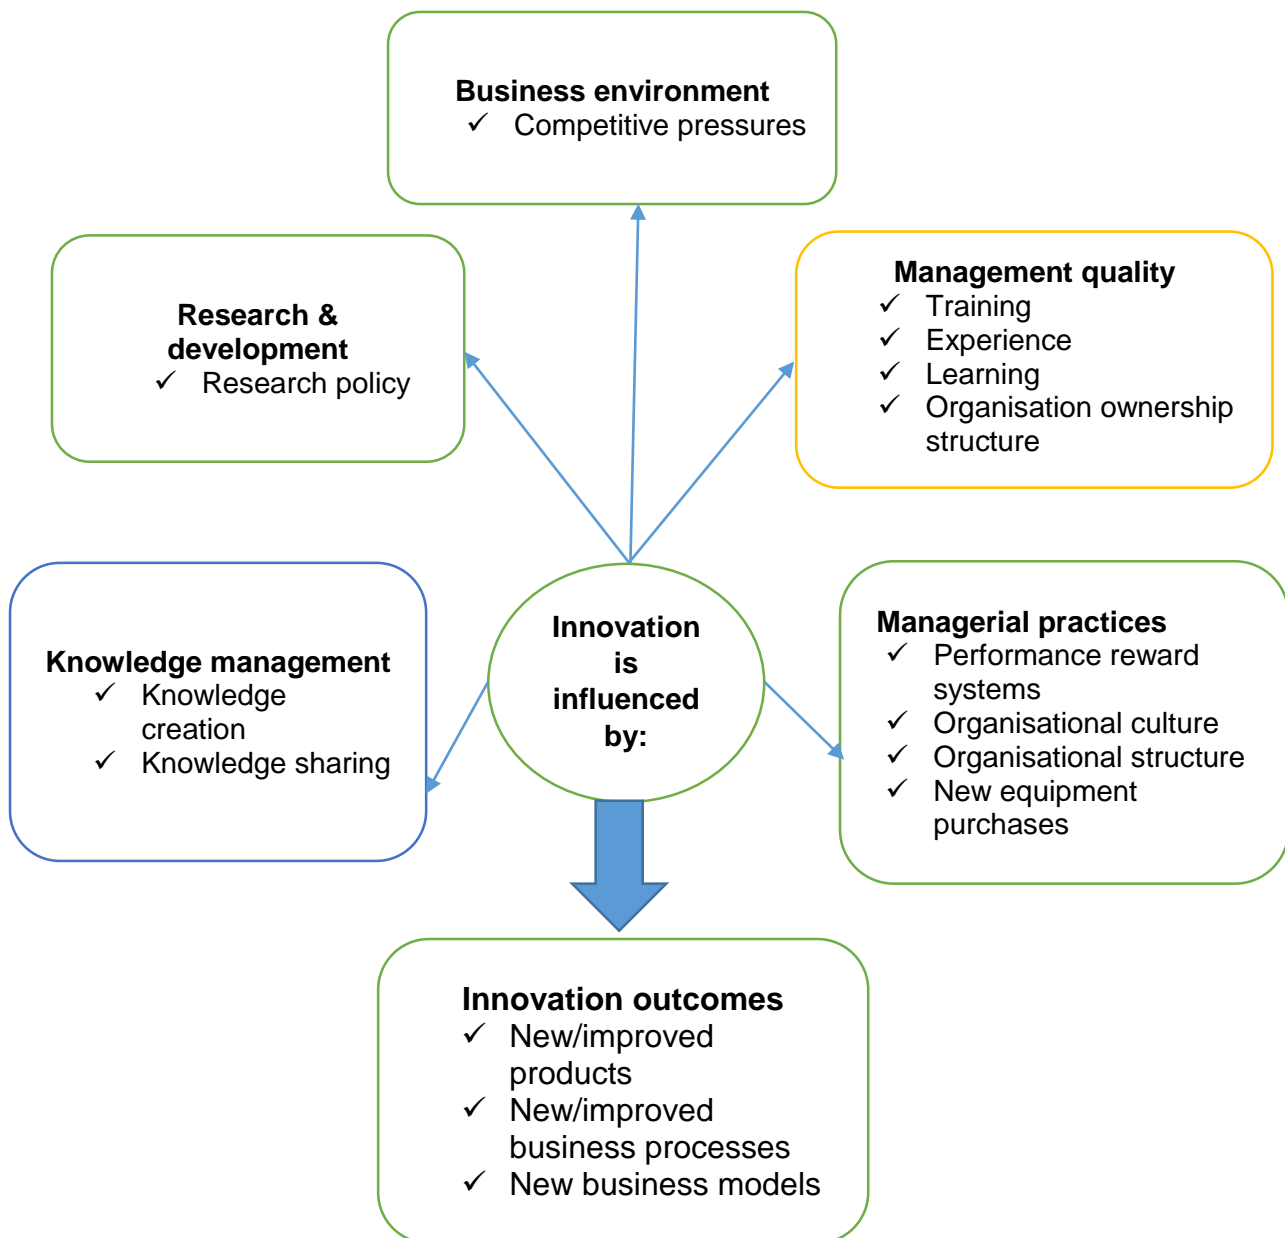 Business environment
✓ Competitive pressures
Research &
development
✓ Research policy
Management quality
✓ Training
✓ Experience
✓ Learning
✓ Organisation ownership
structure
Knowledge management
✓ Knowledge
creation
✓ Knowledge sharing
Innovation
is
influenced
by:
Managerial practices
✓ Performance reward
systems
✓ Organisational culture
✓ Organisational structure
✓ New equipment
purchases
Innovation outcomes
✓ New/improved
products
✓ New/improved
business processes
✓ New business models